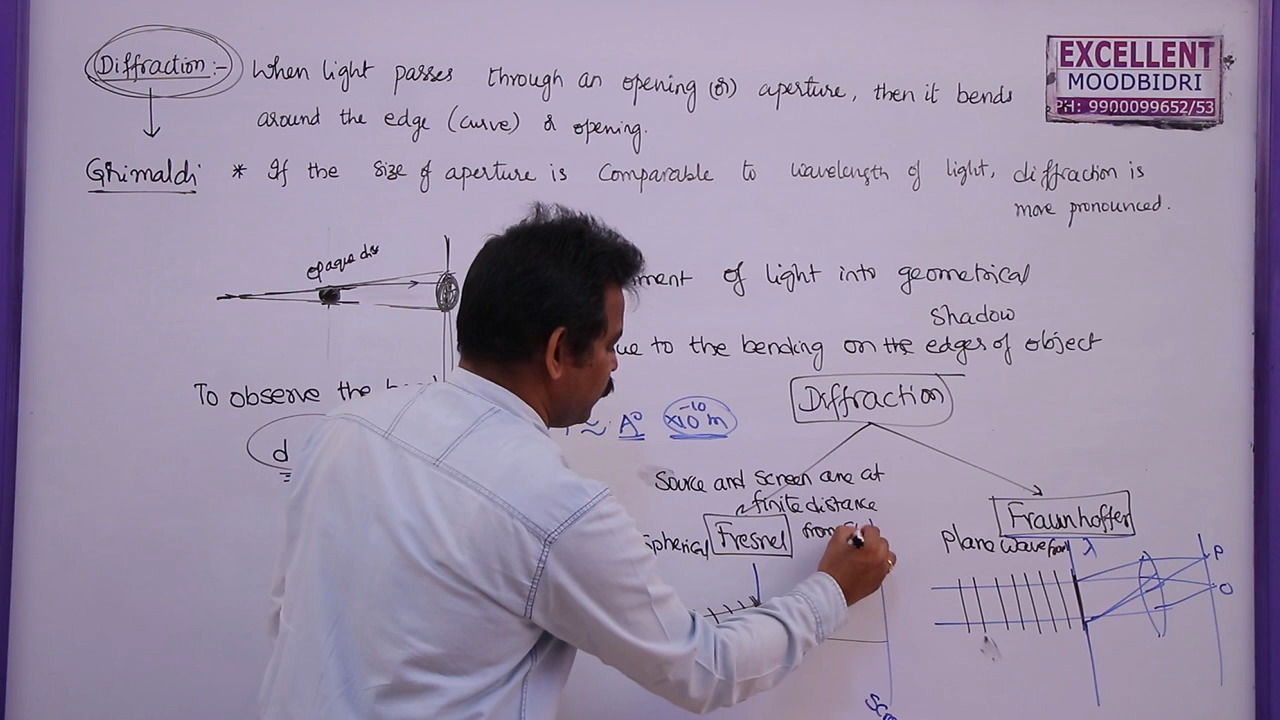 Diffraction :- When light passes through an opening (or) aperture, then it bends
around the edge (curve) & opening.
EXCELLENT
MOODBIDRI
PH: 9900099652/53
Grimaldi * If the size of aperture is comparable to wavelength of light, diffraction is
more pronounced.
opaque
of light into geometrical
shadow
to the bending on the edges of object
To observe the
d
≈ A° ×10⁻¹⁰ m
Diffraction
Source and screen are at
finite distance
from
Spherical Fresnel
Fraunhoffer
plane wavefron
λ
P
O